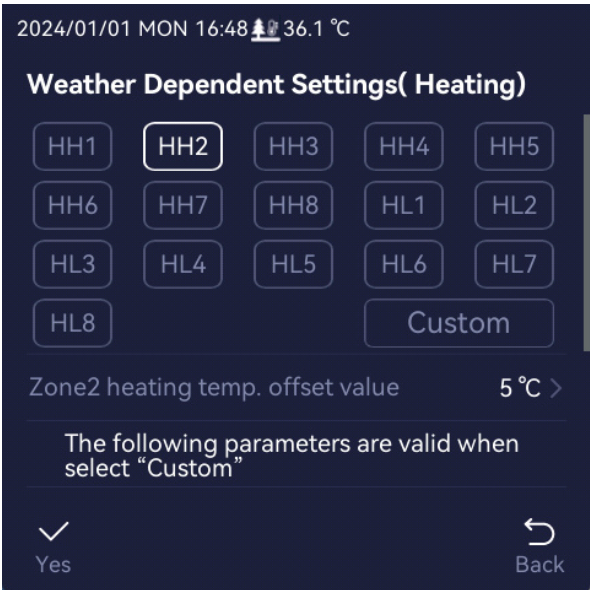 2024/01/01 MON 16:48 36.1 ℃
Weather Dependent Settings( Heating)
HH1 HH2 HH3 HH4 HH5
HH6 HH7 HH8 HL1 HL2
HL3 HL4 HL5 HL6 HL7
HL8 Custom
Zone2 heating temp. offset value 5 ℃
The following parameters are valid when
select “Custom”
Yes Back